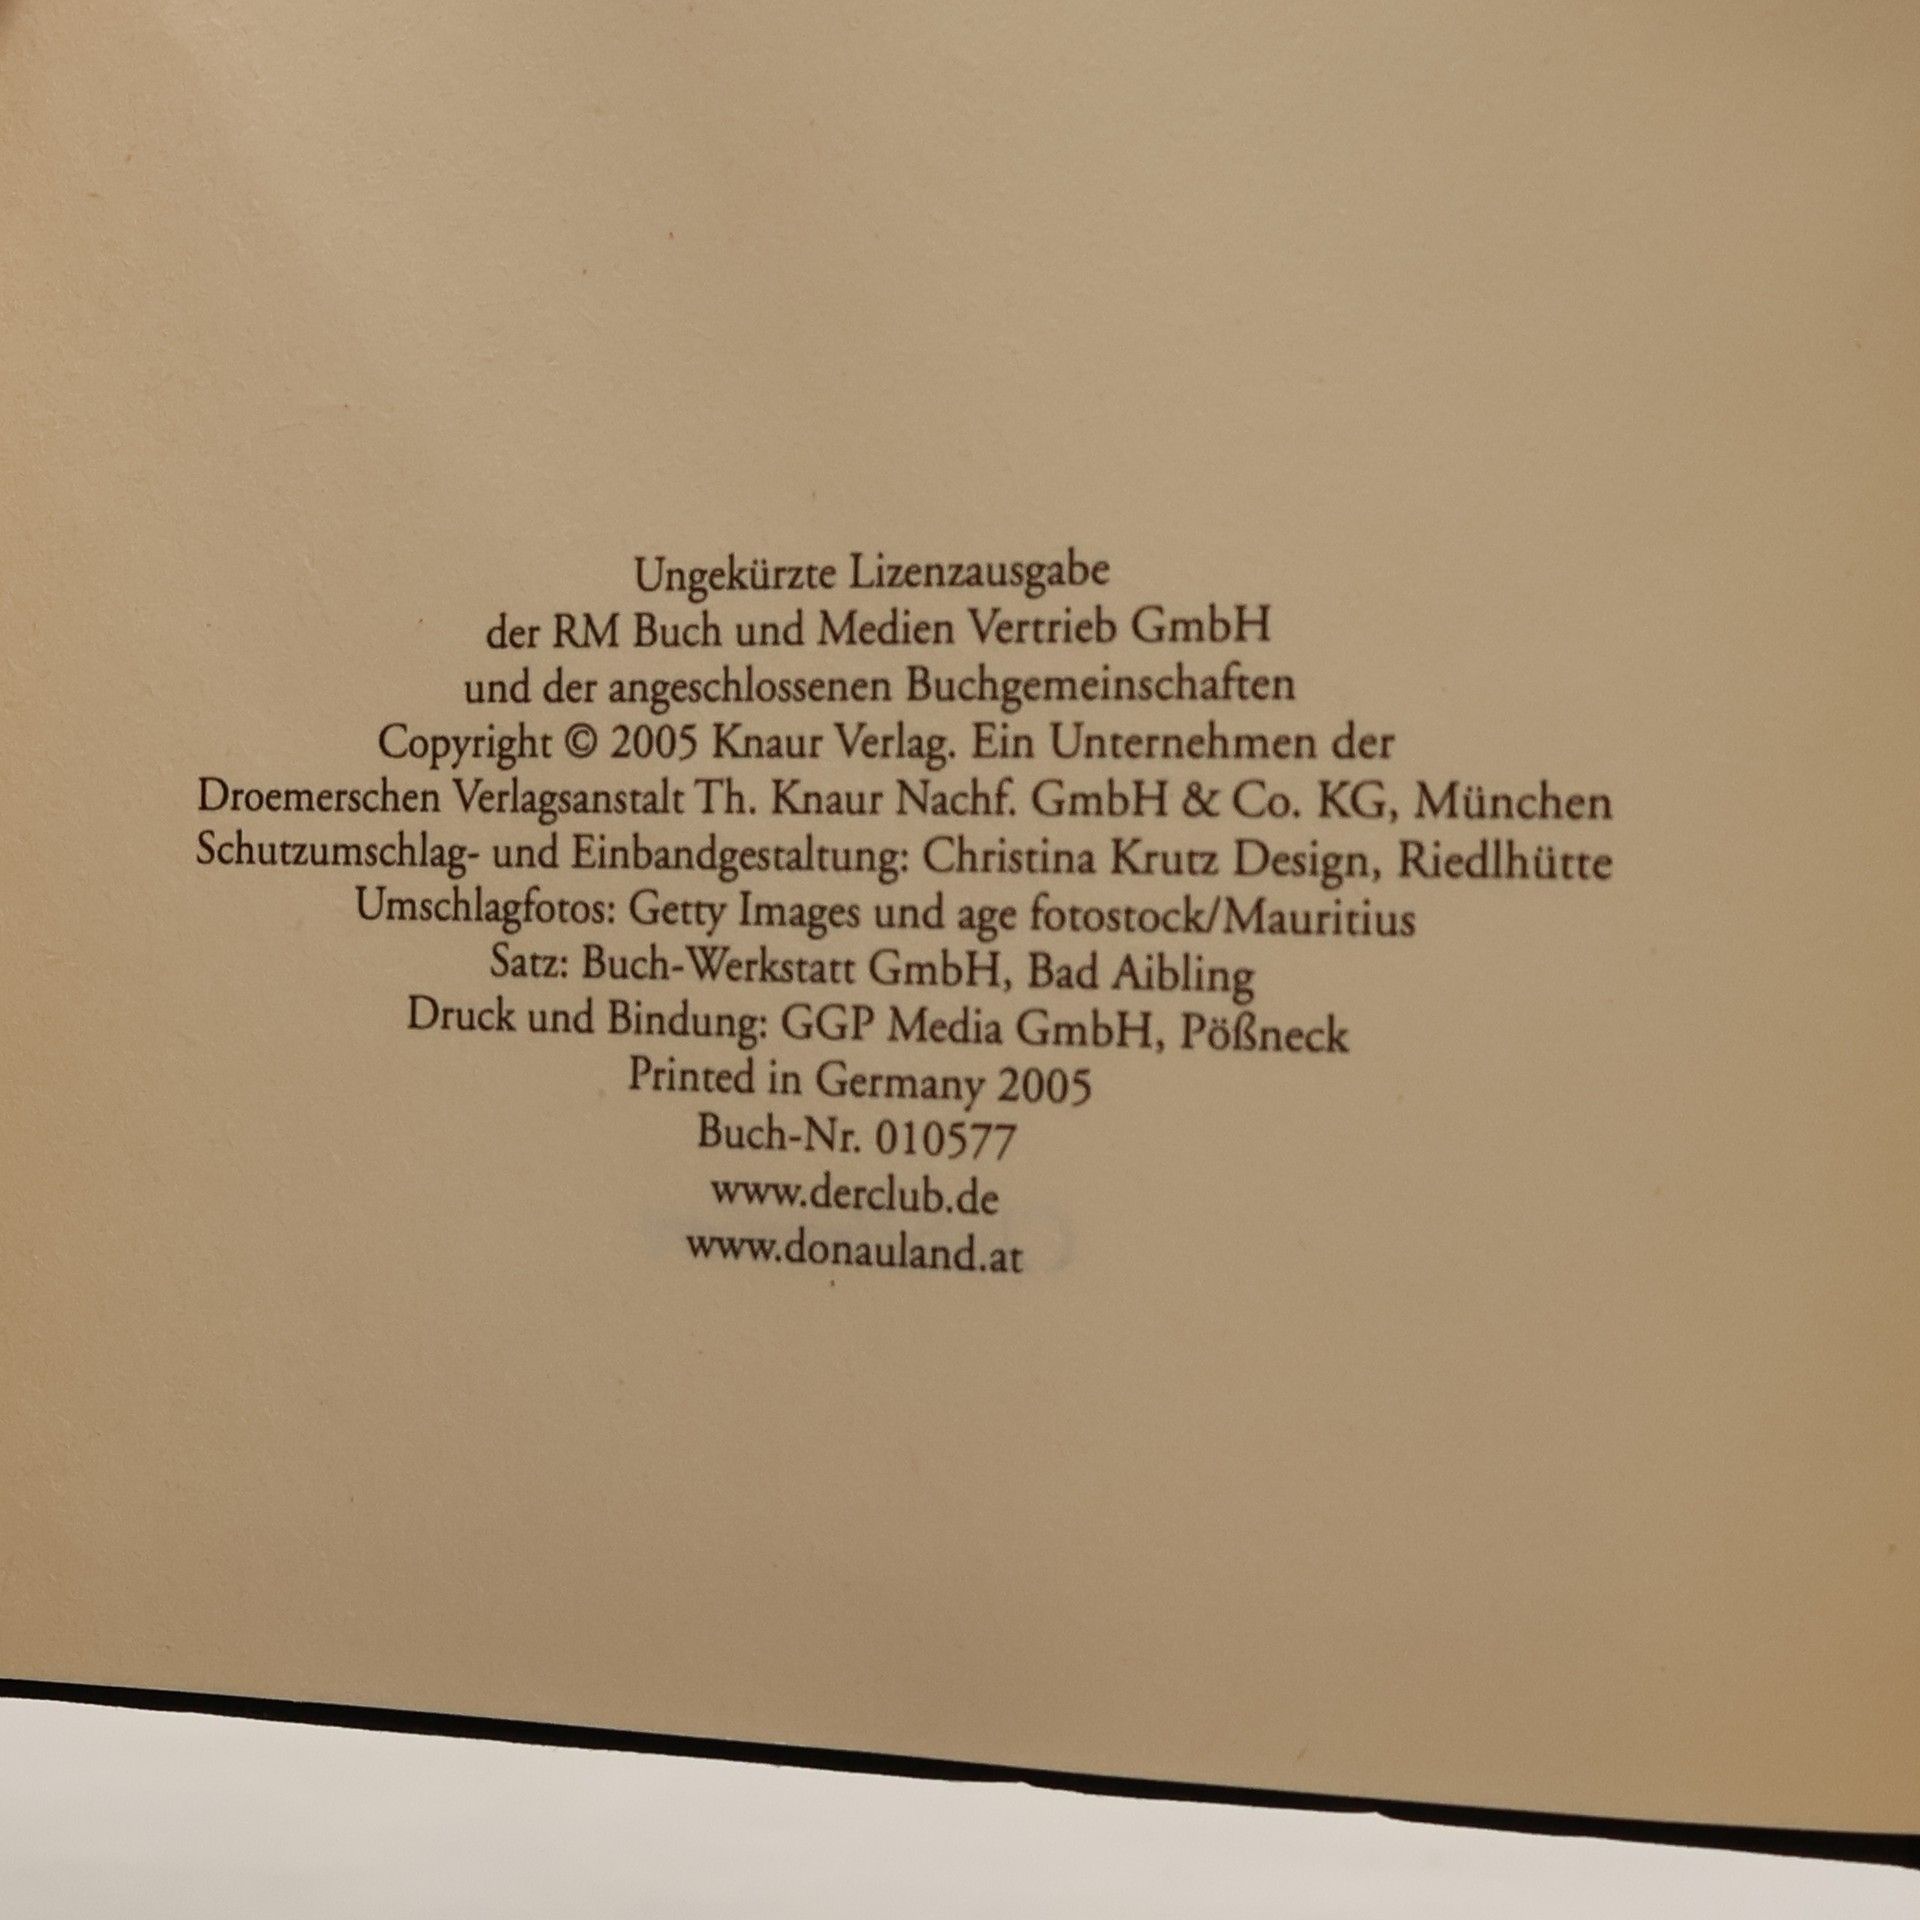 Ungekürzte Lizenzausgabe
der RM Buch und Medien Vertrieb GmbH
und der angeschlossenen Buchgemeinschaften
Copyright © 2005 Knaur Verlag. Ein Unternehmen der
Droemerschen Verlagsanstalt Th. Knaur Nachf. GmbH & Co. KG, München
Schutzumschlag- und Einbandgestaltung: Christina Krutz Design, Riedlhütte
Umschlagfotos: Getty Images und age fotostock/Mauritius
Satz: Buch-Werkstatt GmbH, Bad Aibling
Druck und Bindung: GGP Media GmbH, Pößneck
Printed in Germany 2005
Buch-Nr. 010577
www.derclub.de
www.donauland.at